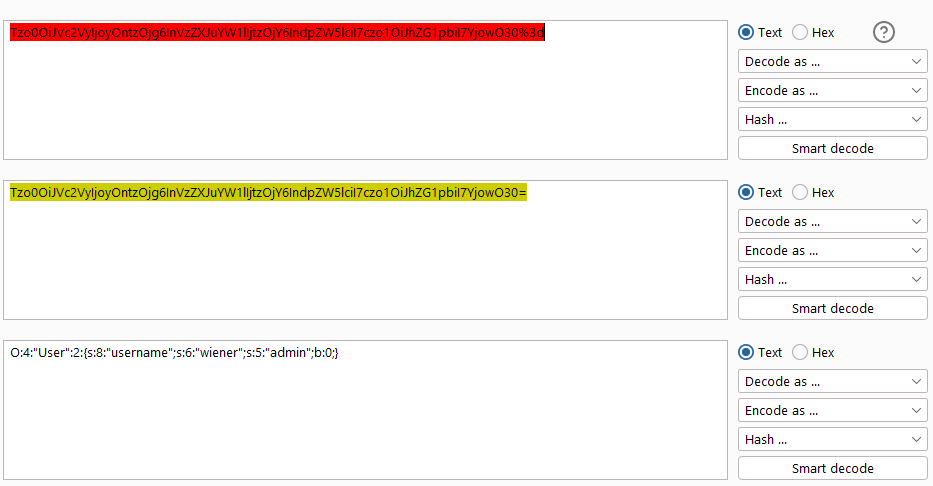 Tzo0OiJVc2VyIjoyOntzOjg6InVzZXJuYW1lIjtzOjY6IndpZW5lciI7czo1OiJhZG1pbiI7YjowO30%3d
Text Hex ?
Decode as ...
Encode as ...
Hash ...
Smart decode
Tzo0OiJVc2VyIjoyOntzOjg6InVzZXJuYW1lIjtzOjY6IndpZW5lciI7czo1OiJhZG1pbiI7YjowO30=
Text Hex
Decode as ...
Encode as ...
Hash ...
Smart decode
O:4:"User":2:{s:8:"username";s:6:"wiener";s:5:"admin";b:0;}
Text Hex
Decode as ...
Encode as ...
Hash ...
Smart decode